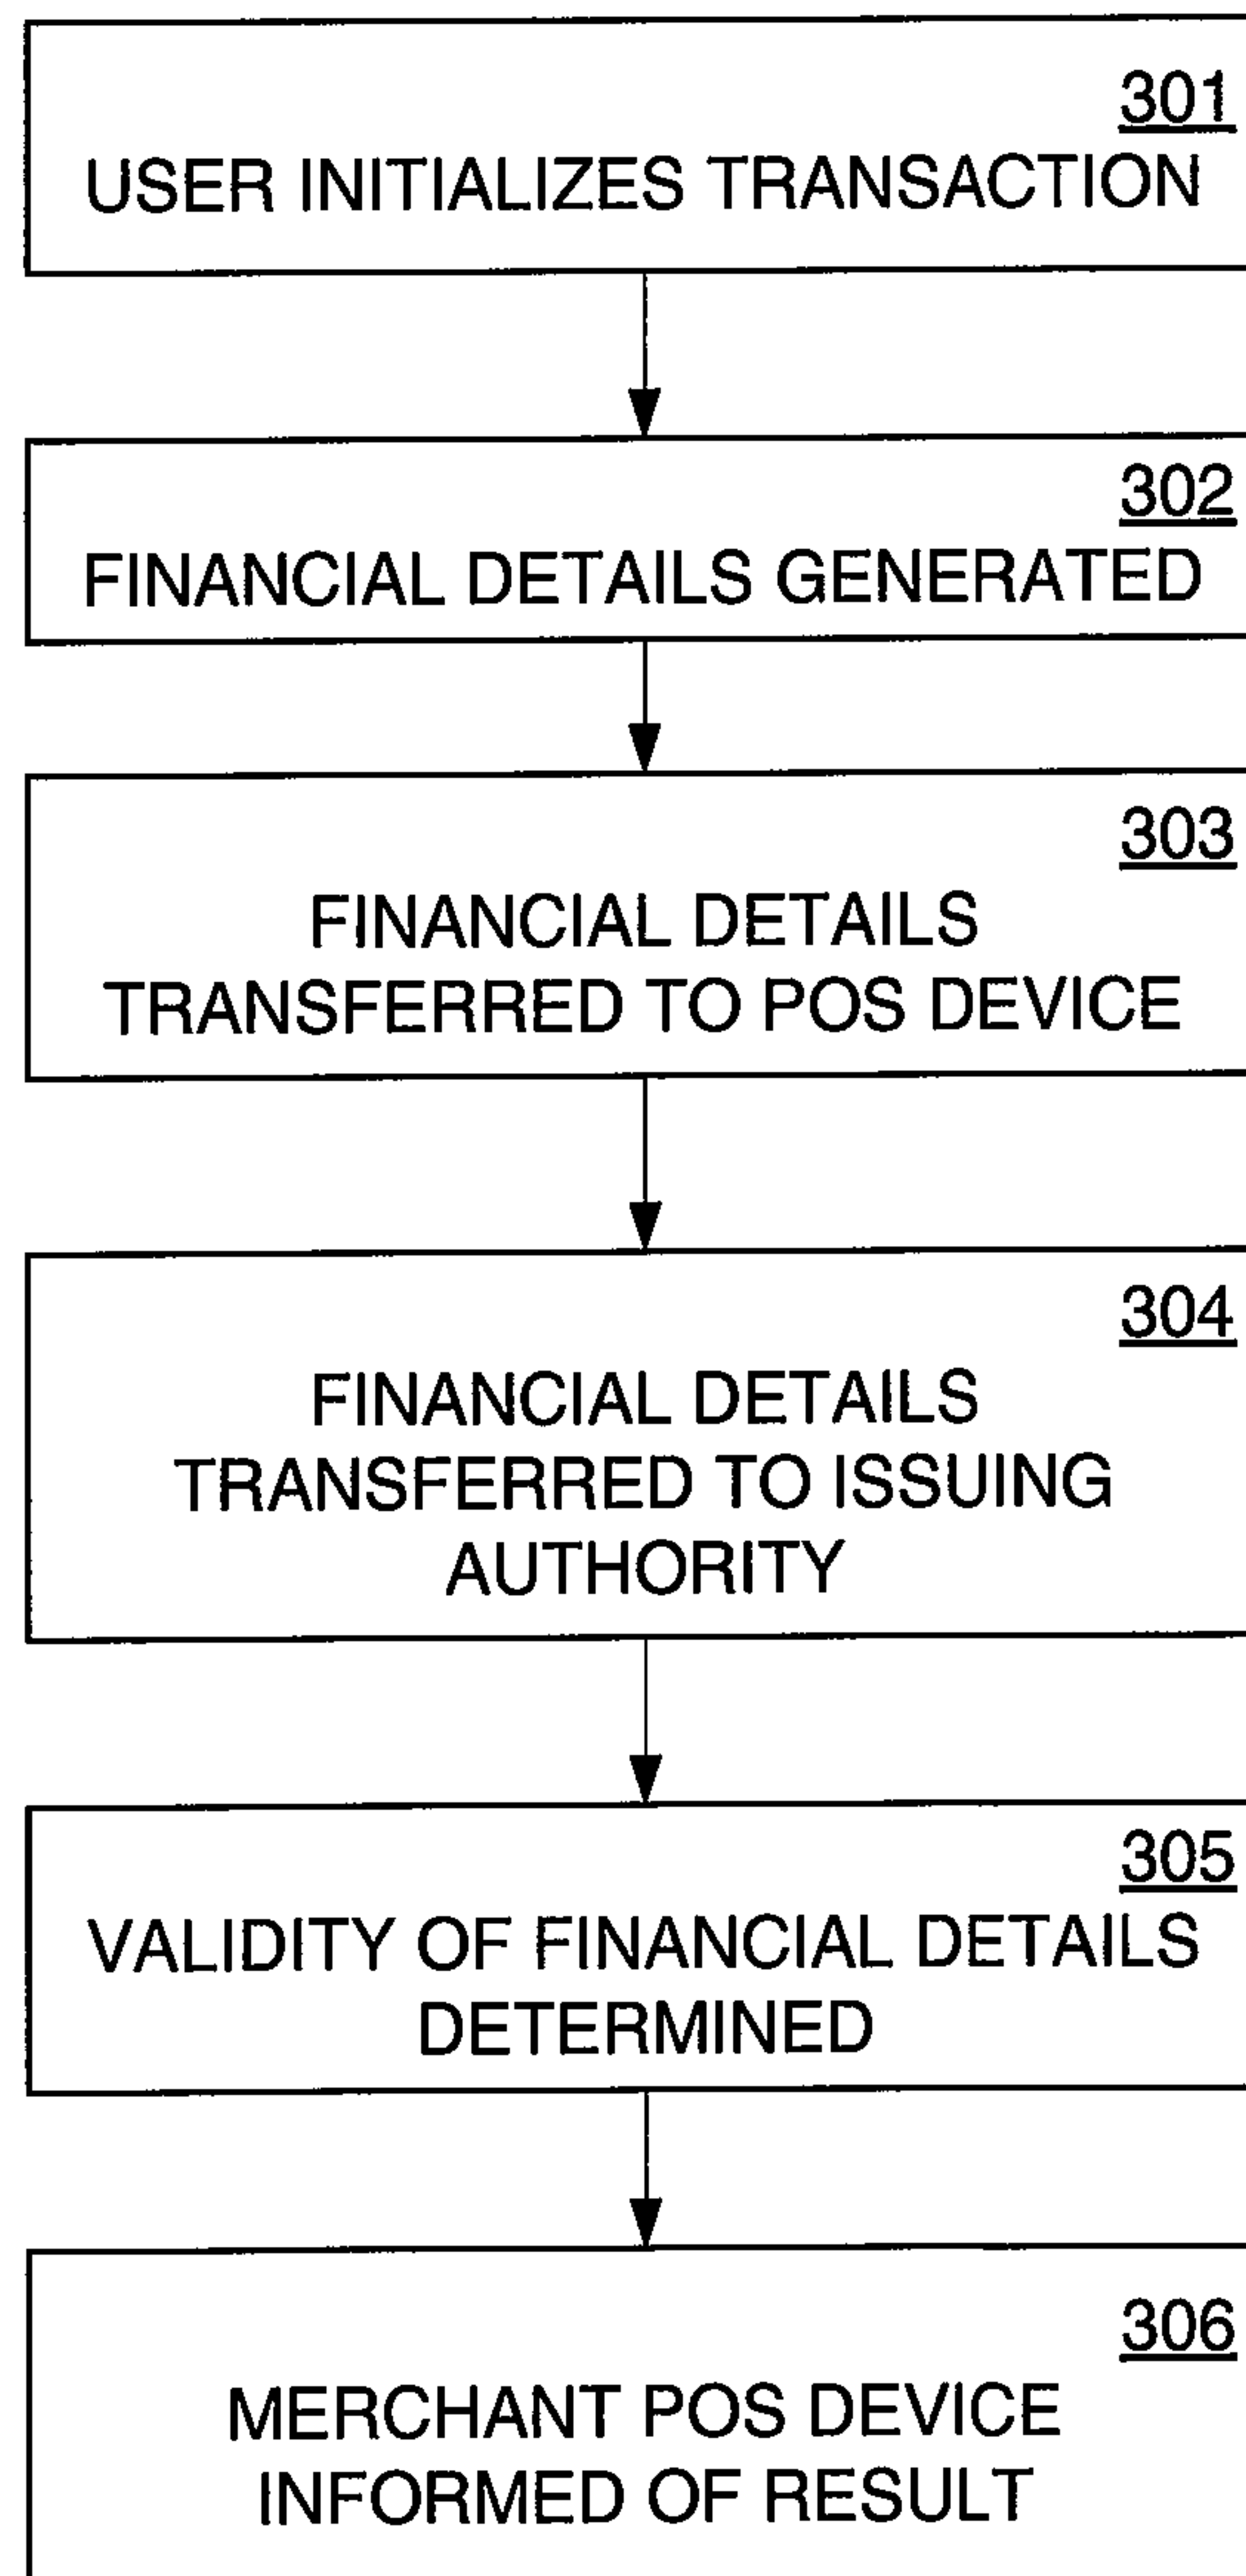 301
USER INITIALIZES TRANSACTION
302
FINANCIAL DETAILS GENERATED
303
FINANCIAL DETAILS
TRANSFERRED TO POS DEVICE
304
FINANCIAL DETAILS
TRANSFERRED TO ISSUING
AUTHORITY
305
VALIDITY OF FINANCIAL DETAILS
DETERMINED
306
MERCHANT POS DEVICE
INFORMED OF RESULT